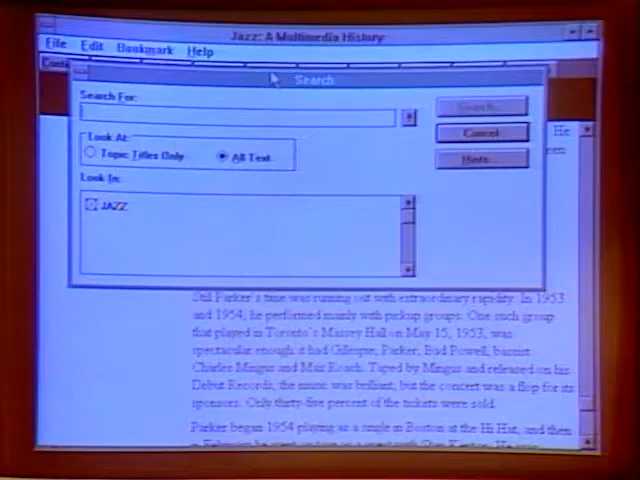 Jazz: A Multimedia History
File Edit Bookmark Help
Search
Search For:
Search...
Look At:
Cancel
He
Topic Titles Only
All Text
Hints...
Look In:
JAZZ
Still Parker's time was running out with extraordinary rapidity. In 1953
and 1954, he performed mainly with pickup groups. One such group
that played in Toronto's Massey Hall on May 15, 1953, was
spectacular enough: it had Gillespie, Parker, Bud Powell, bassist
Charles Mingus and Max Roach. Taped by Mingus and released on his
Debut Records, the music was brilliant, but the concert was a flop for its
sponsors. Only thirty-five percent of the tickets were sold.
Parker began 1954 playing as a single in Boston at the Hi Hat, and then